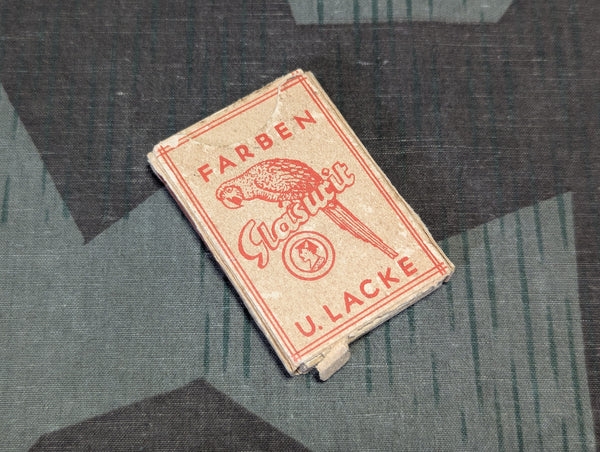 FARBEN
Glasurit
U. LACKE